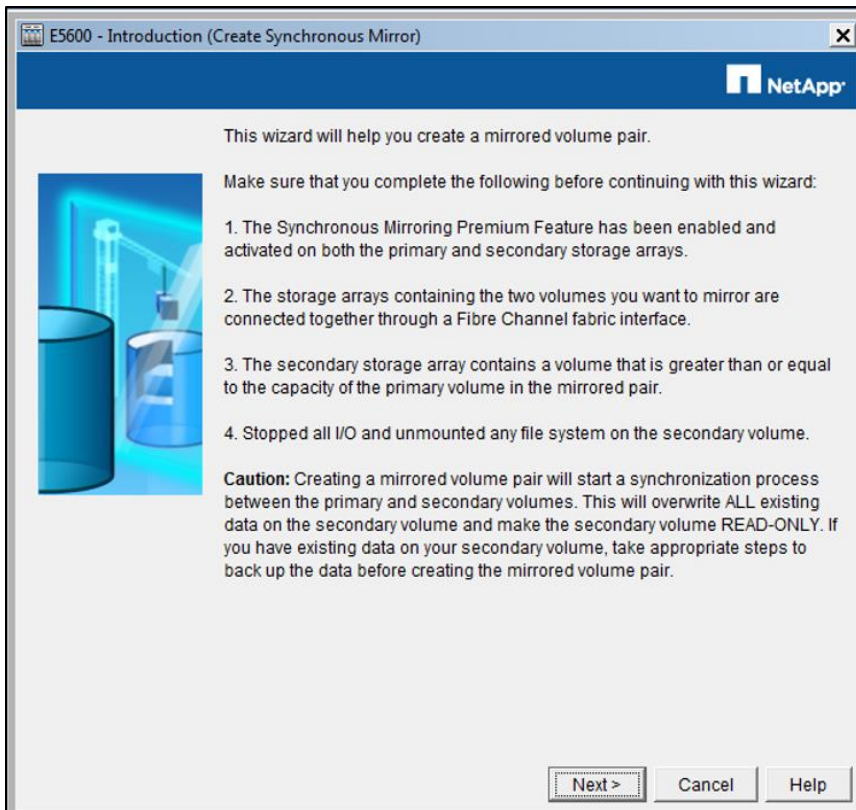 E5600 - Introduction (Create Synchronous Mirror)
NetApp
This wizard will help you create a mirrored volume pair.
Make sure that you complete the following before continuing with this wizard:
1. The Synchronous Mirroring Premium Feature has been enabled and
activated on both the primary and secondary storage arrays.
2. The storage arrays containing the two volumes you want to mirror are
connected together through a Fibre Channel fabric interface.
3. The secondary storage array contains a volume that is greater than or equal
to the capacity of the primary volume in the mirrored pair.
4. Stopped all I/O and unmounted any file system on the secondary volume.
Caution: Creating a mirrored volume pair will start a synchronization process
between the primary and secondary volumes. This will overwrite ALL existing
data on the secondary volume and make the secondary volume READ-ONLY. If
you have existing data on your secondary volume, take appropriate steps to
back up the data before creating the mirrored volume pair.
Next > Cancel Help